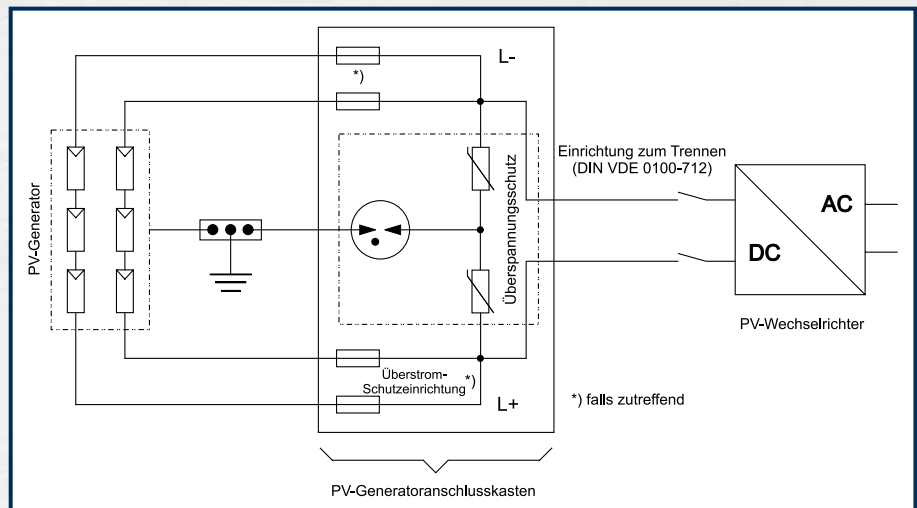 L-
*)
PV-Generator
Überspannungsschutz
Einrichtung zum Trennen
(DIN VDE 0100-712)
AC
DC
PV-Wechselrichter
Überstrom-
Schutzeinrichtung *)
L+
*) falls zutreffend
PV-Generatoranschlusskasten